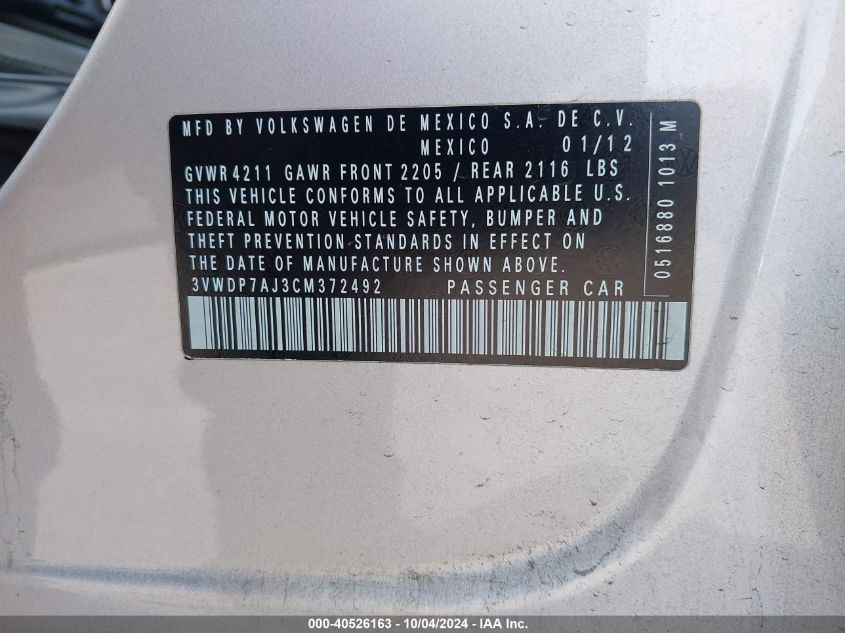 MFD BY VOLKSWAGEN DE MEXICO S.A. DE C.V.
MEXICO 01/12
GVWR 4211 GAWR FRONT 2205 / REAR 2116 LBS
THIS VEHICLE CONFORMS TO ALL APPLICABLE U.S.
FEDERAL MOTOR VEHICLE SAFETY, BUMPER AND
THEFT PREVENTION STANDARDS IN EFFECT ON
THE DATE OF MANUFACTURE SHOWN ABOVE.
3VWDP7AJ3CM372492 PASSENGER CAR
0516880 1013 M
000-40526163 - 10/04/2024 - IAA Inc.